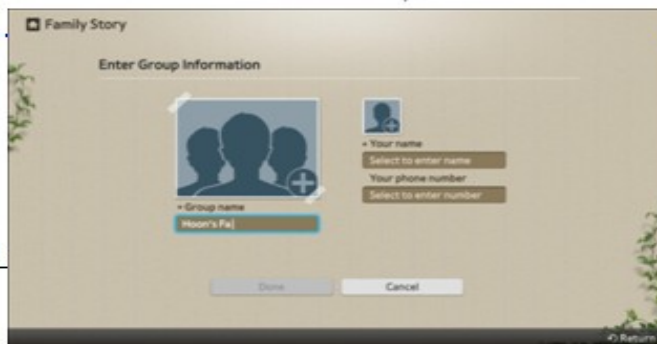 Family Story
Enter Group Information
+ Your name
Select to enter name
Your phone number
Select to enter number
+ Group name
Hoon's Fa
Done
Cancel
Return